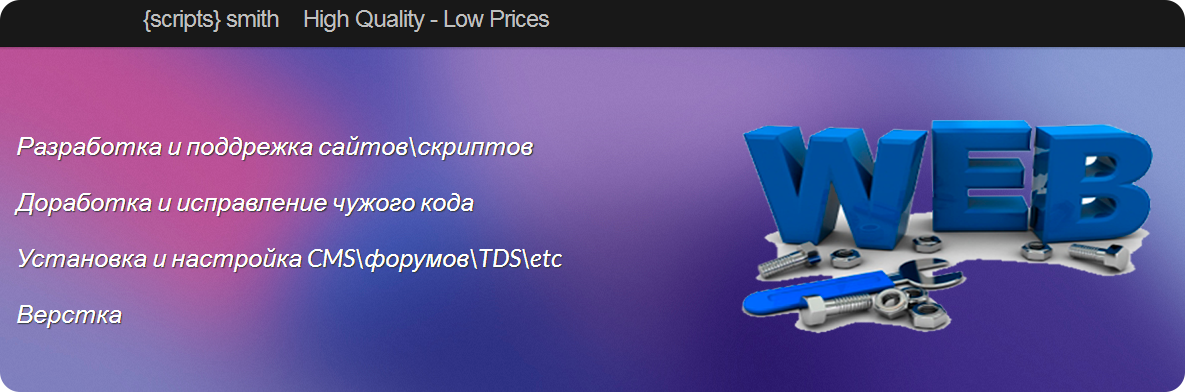 {scripts} smith High Quality - Low Prices
Разработка и поддрежка сайтов\скриптов
Доработка и исправление чужого кода
Установка и настройка CMS\форумов\TDS\etc
Верстка
WEB